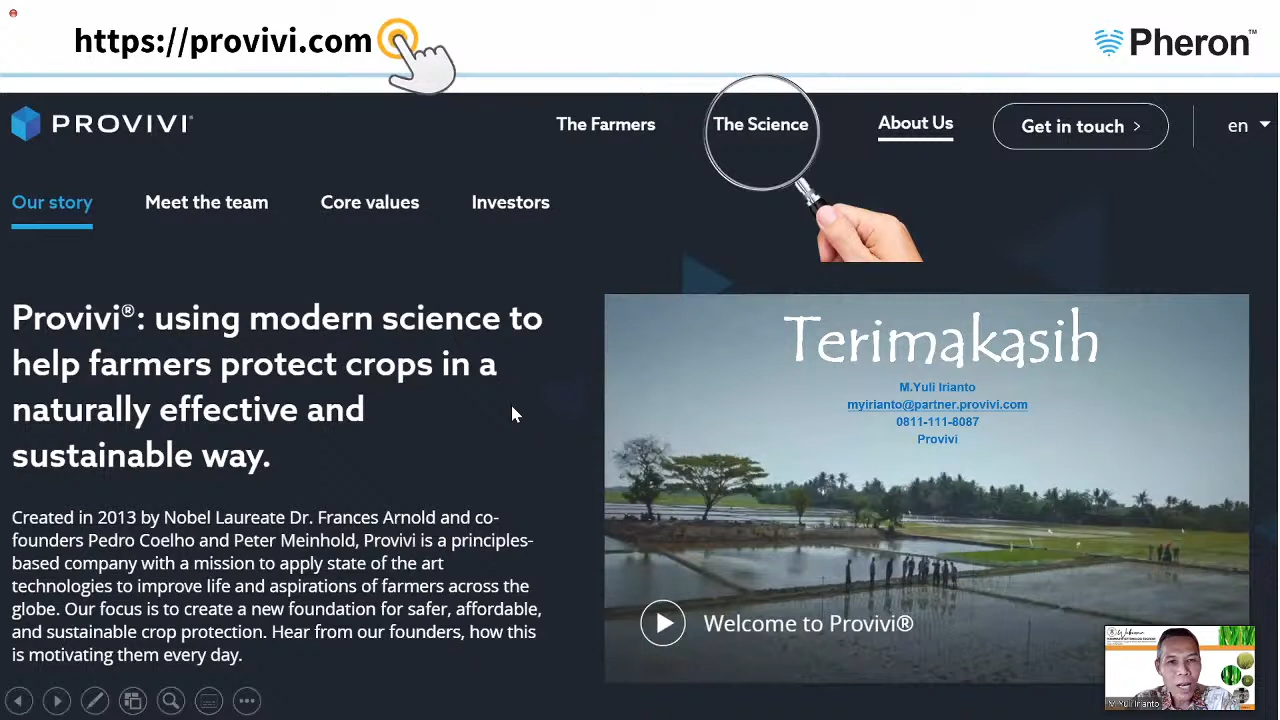 https://provivi.com
Pheron™
PROVIVI®
The Farmers
The Science
About Us
Get in touch >
en
Our story
Meet the team
Core values
Investors
Provivi®: using modern science to
help farmers protect crops in a
naturally effective and
sustainable way.
Created in 2013 by Nobel Laureate Dr. Frances Arnold and co-
founders Pedro Coelho and Peter Meinhold, Provivi is a principles-
based company with a mission to apply state of the art
technologies to improve life and aspirations of farmers across the
globe. Our focus is to create a new foundation for safer, affordable,
and sustainable crop protection. Hear from our founders, how this
is motivating them every day.
Terimakasih
M.Yuli Irianto
myirianto@partner.provivi.com
0811-111-8087
Provivi
Welcome to Provivi®
M Yuli Irianto